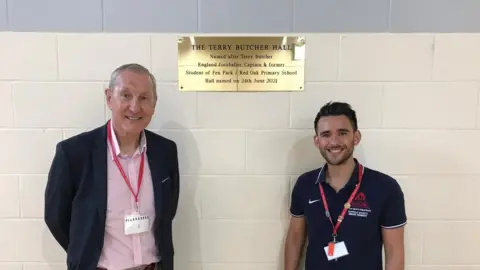 THE TERRY BUTCHER HALL
Named after Terry Butcher
England Footballer, Captain & former
Student of Een Park / Red Oak Primary School
Hall named on 24th June 2021